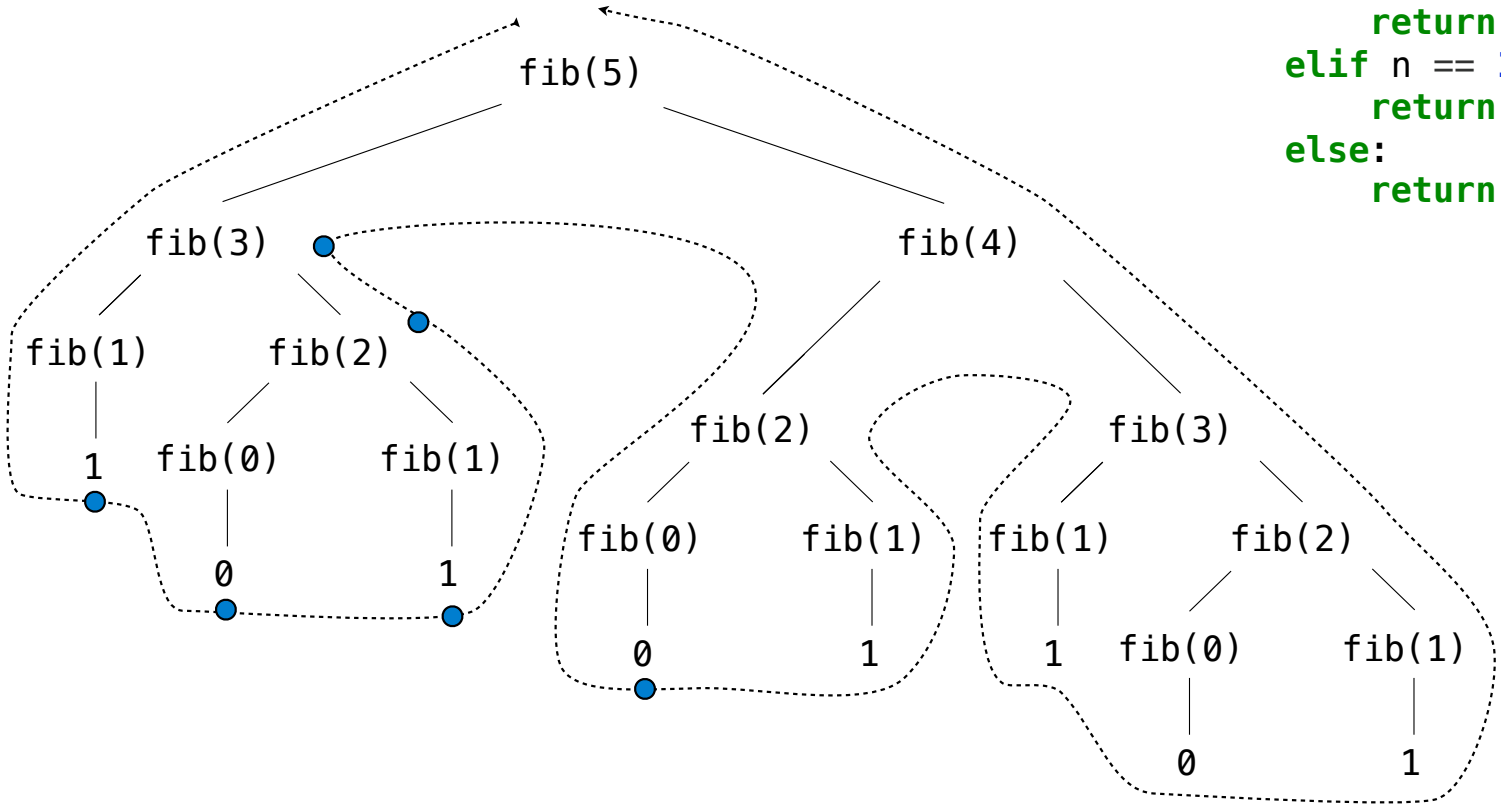 return
elif n ==
return
else:
return
fib(5)
fib(3) fib(4)
fib(1) fib(2)
fib(2) fib(3)
1 fib(0) fib(1)
fib(0) fib(1) fib(1) fib(2)
0 1
0 1 1 fib(0) fib(1)
0 1